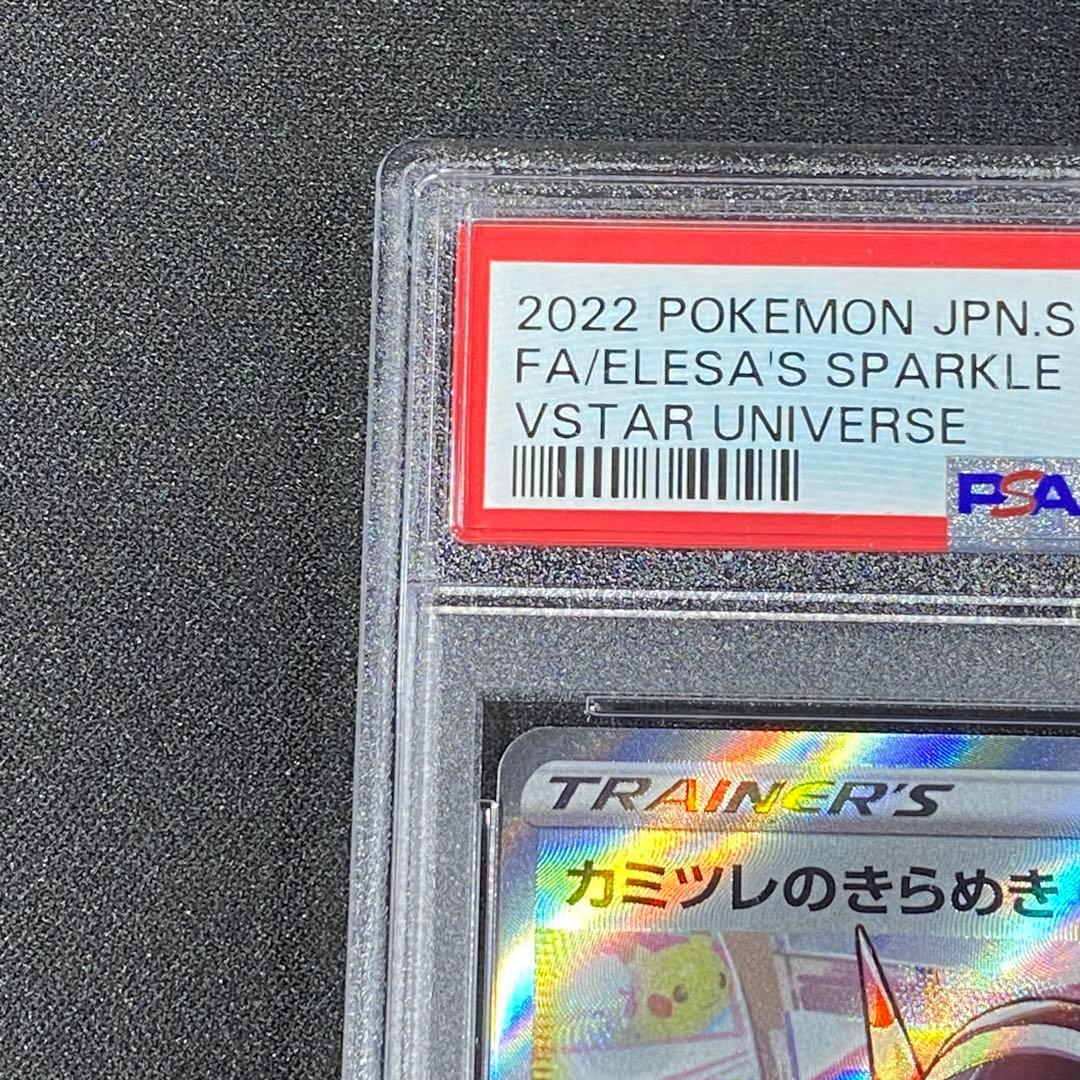 2022 POKEMON JPN.S
FA/ELESA'S SPARKLE
VSTAR UNIVERSE
PSA
TRAINER'S
カミツレのきらめき